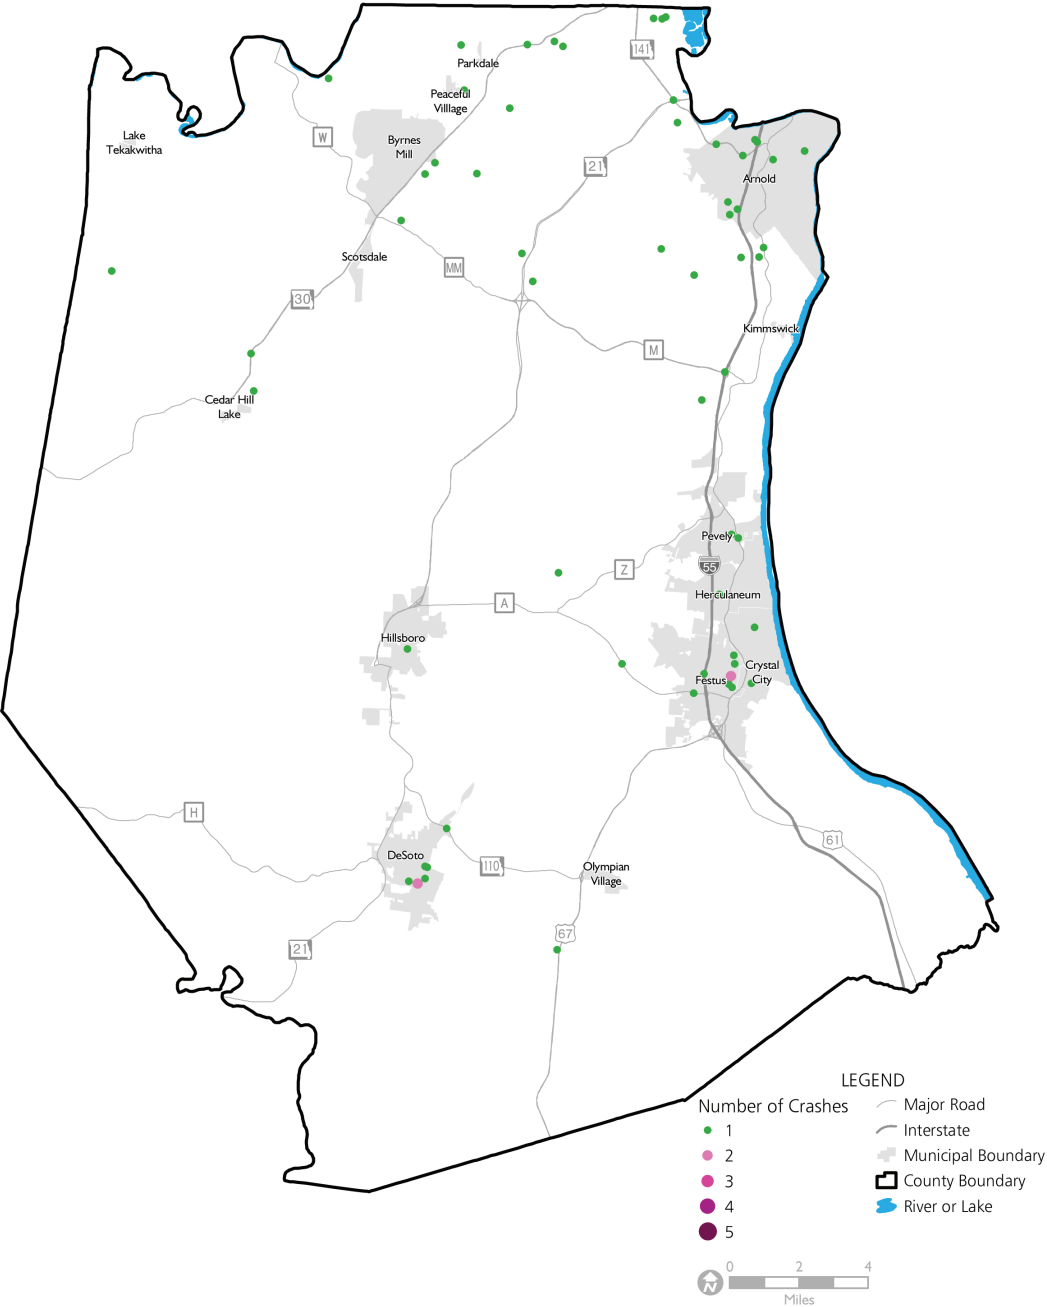 141
Parkdale
Peaceful
Villlage
W
Lake
Tekakwitha
Byrnes
Mill
21
Arnold
Scotsdale
MM
30
Kimmswick
M
Cedar Hill
Lake
Pevely
55
Z
Herculaneum
A
Hillsboro
Crystal
City
Festus
H
61
DeSoto
110
Olympian
Village
67
21
LEGEND
Number of Crashes
1
2
3
4
5
Major Road
Interstate
Municipal Boundary
County Boundary
River or Lake
N
0 2 4
Miles